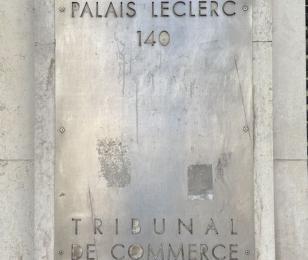 PALAIS LECLERC
140
TRIBUNAL
DE COMMERCE